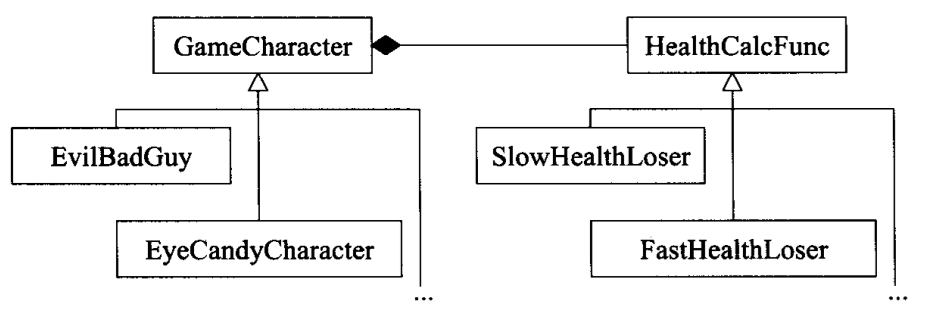 GameCharacter
HealthCalcFunc
EvilBadGuy
SlowHealthLoser
EyeCandyCharacter
FastHealthLoser
...
...